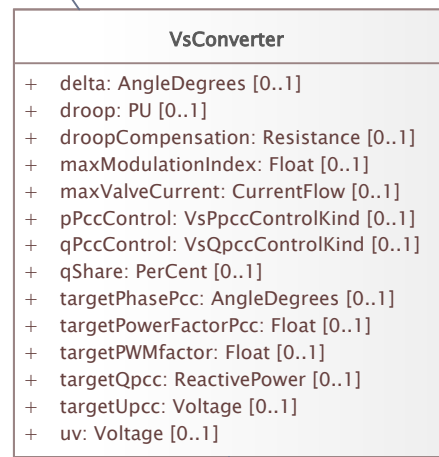 VsConverter
+ delta: AngleDegrees [0..1]
+ droop: PU [0..1]
+ droopCompensation: Resistance [0..1]
+ maxModulationIndex: Float [0..1]
+ maxValveCurrent: CurrentFlow [0..1]
+ pPccControl: VsPpccControlKind [0..1]
+ qPccControl: VsQpccControlKind [0..1]
+ qShare: PerCent [0..1]
+ targetPhasePcc: AngleDegrees [0..1]
+ targetPowerFactorPcc: Float [0..1]
+ targetPWMfactor: Float [0..1]
+ targetQpcc: ReactivePower [0..1]
+ targetUpcc: Voltage [0..1]
+ uv: Voltage [0..1]